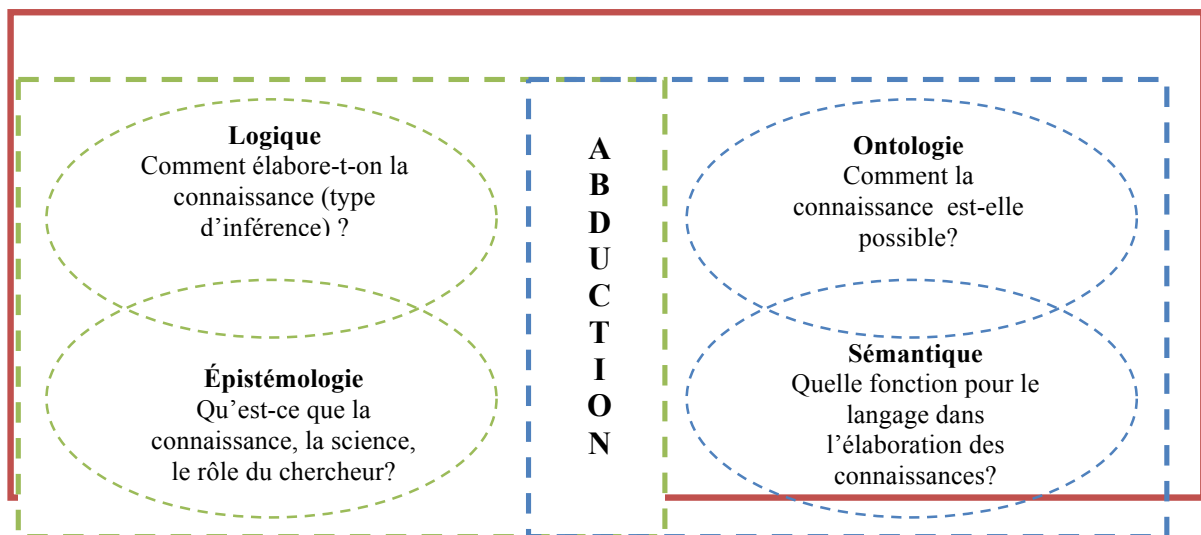 Logique
Comment élabore-t-on la
connaissance (type
d’inférence) ?
Épistémologie
Qu’est-ce que la
connaissance, la science,
le rôle du chercheur?
A
B
D
U
C
T
I
O
N
Ontologie
Comment la
connaissance est-elle
possible?
Sémantique
Quelle fonction pour le
langage dans
l’élaboration des
connaissances?